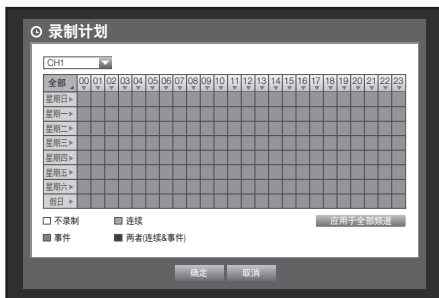 录制计划
CH1
全部 00 01 02 03 04 05 06 07 08 09 10 11 12 13 14 15 16 17 18 19 20 21 22 23
星期日
星期一
星期二
星期三
星期四
星期五
星期六
假日
不录制 连续 应用于全部频道
事件 两者(连续&事件)
确定 取消